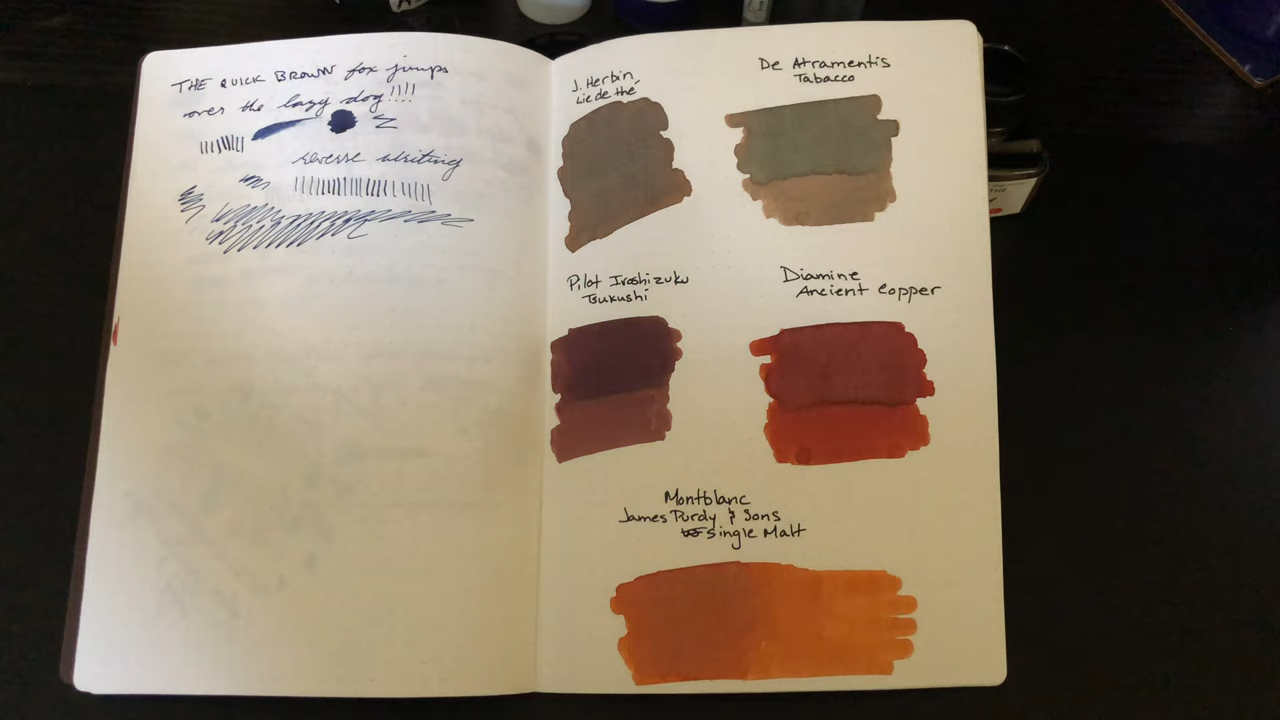 THE QUICK BROWN fox jumps
over the lazy dog!!!!
reverse writing
J. Herbin
Lie de thé
De Atramentis
Tabacco
Pilot Iroshizuku
Tsukushi
Diamine
Ancient Copper
Montblanc
James Purdy & Sons
Single Malt